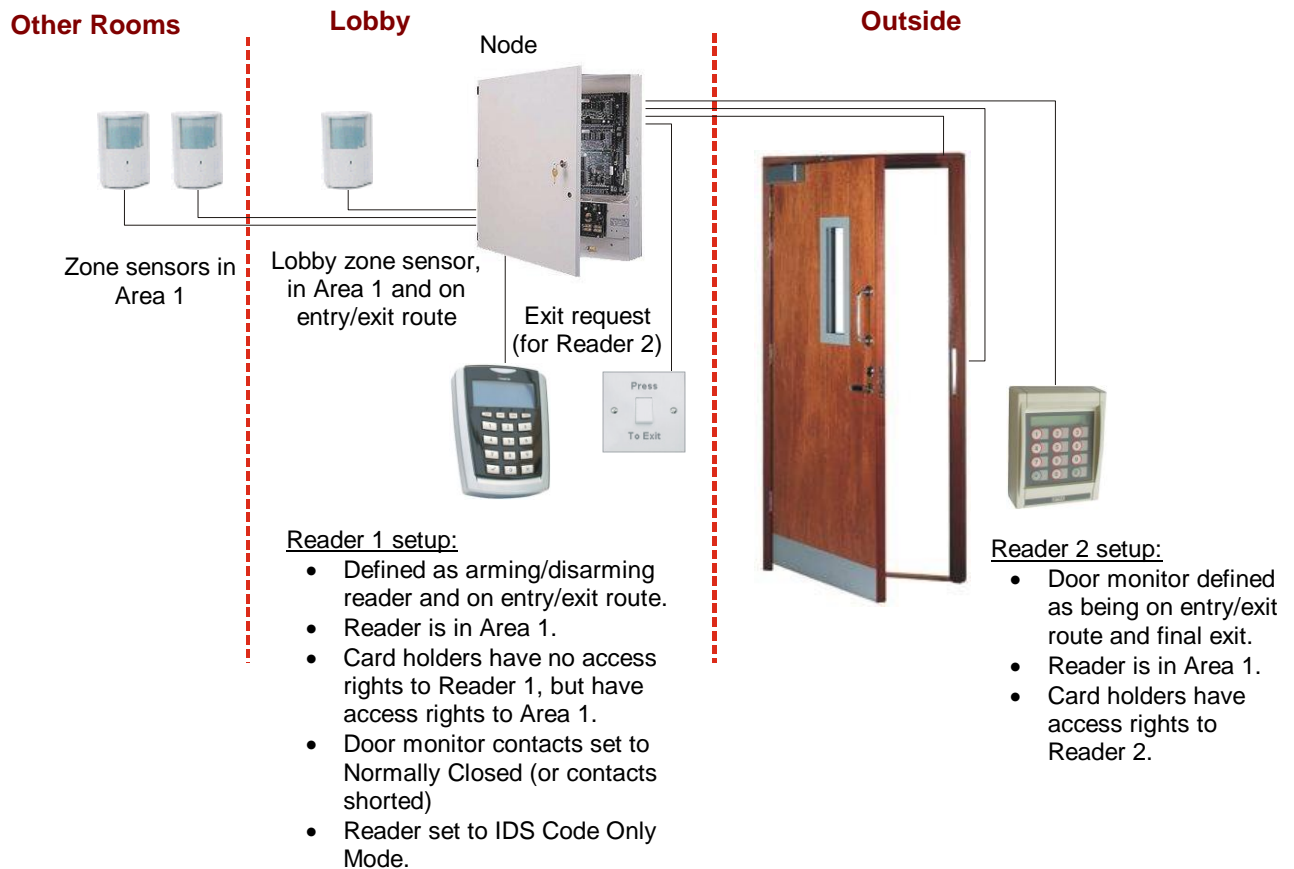 Other Rooms
Lobby
Outside
Node
Zone sensors in
Area 1
Lobby zone sensor,
in Area 1 and on
entry/exit route
Exit request
(for Reader 2)
Press
To Exit
Reader 1 setup:
• Defined as arming/disarming
reader and on entry/exit route.
• Reader is in Area 1.
• Card holders have no access
rights to Reader 1, but have
access rights to Area 1.
• Door monitor contacts set to
Normally Closed (or contacts
shorted)
• Reader set to IDS Code Only
Mode.
Reader 2 setup:
• Door monitor defined
as being on entry/exit
route and final exit.
• Reader is in Area 1.
• Card holders have
access rights to
Reader 2.